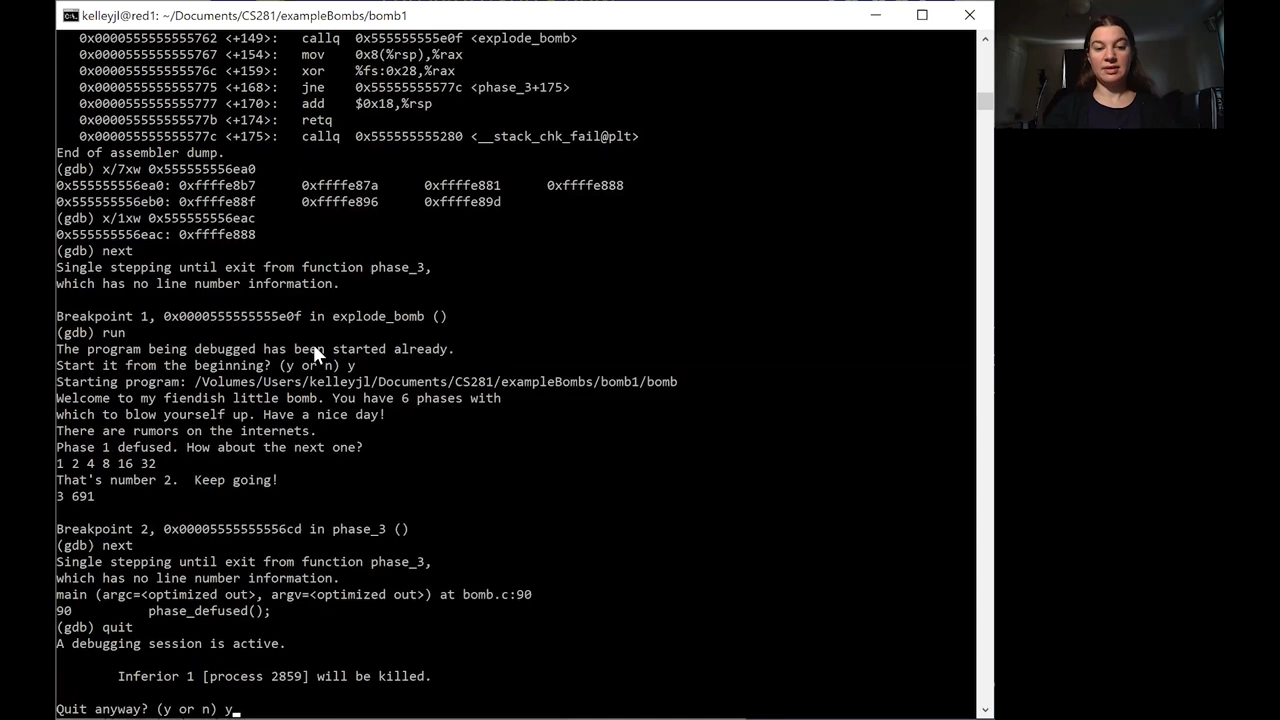 kelleyjl@red1: ~/Documents/CS281/exampleBombs/bomb1
0x0000555555555762 <+149>: callq 0x555555555e0f <explode_bomb>
0x0000555555555767 <+154>: mov 0x8(%rsp),%rax
0x000055555555576c <+159>: xor %fs:0x28,%rax
0x0000555555555775 <+168>: jne 0x55555555577c <phase_3+175>
0x0000555555555777 <+170>: add $0x18,%rsp
0x000055555555577b <+174>: retq
0x000055555555577c <+175>: callq 0x555555555280 <__stack_chk_fail@plt>
End of assembler dump.
(gdb) x/7xw 0x555555556ea0
0x555555556ea0: 0xffffe8b7 0xffffe87a 0xffffe881 0xffffe888
0x555555556eb0: 0xffffe88f 0xffffe896 0xffffe89d
(gdb) x/1xw 0x555555556eac
0x555555556eac: 0xffffe888
(gdb) next
Single stepping until exit from function phase_3,
which has no line number information.
Breakpoint 1, 0x0000555555555e0f in explode_bomb ()
(gdb) run
The program being debugged has been started already.
Start it from the beginning? (y or n) y
Starting program: /Volumes/Users/kelleyjl/Documents/CS281/exampleBombs/bomb1/bomb
Welcome to my fiendish little bomb. You have 6 phases with
which to blow yourself up. Have a nice day!
There are rumors on the internets.
Phase 1 defused. How about the next one?
1 2 4 8 16 32
That's number 2.  Keep going!
3 691
Breakpoint 2, 0x00005555555556cd in phase_3 ()
(gdb) next
Single stepping until exit from function phase_3,
which has no line number information.
main (argc=<optimized out>, argv=<optimized out>) at bomb.c:90
90 phase_defused();
(gdb) quit
A debugging session is active.
Inferior 1 [process 2859] will be killed.
Quit anyway? (y or n) y